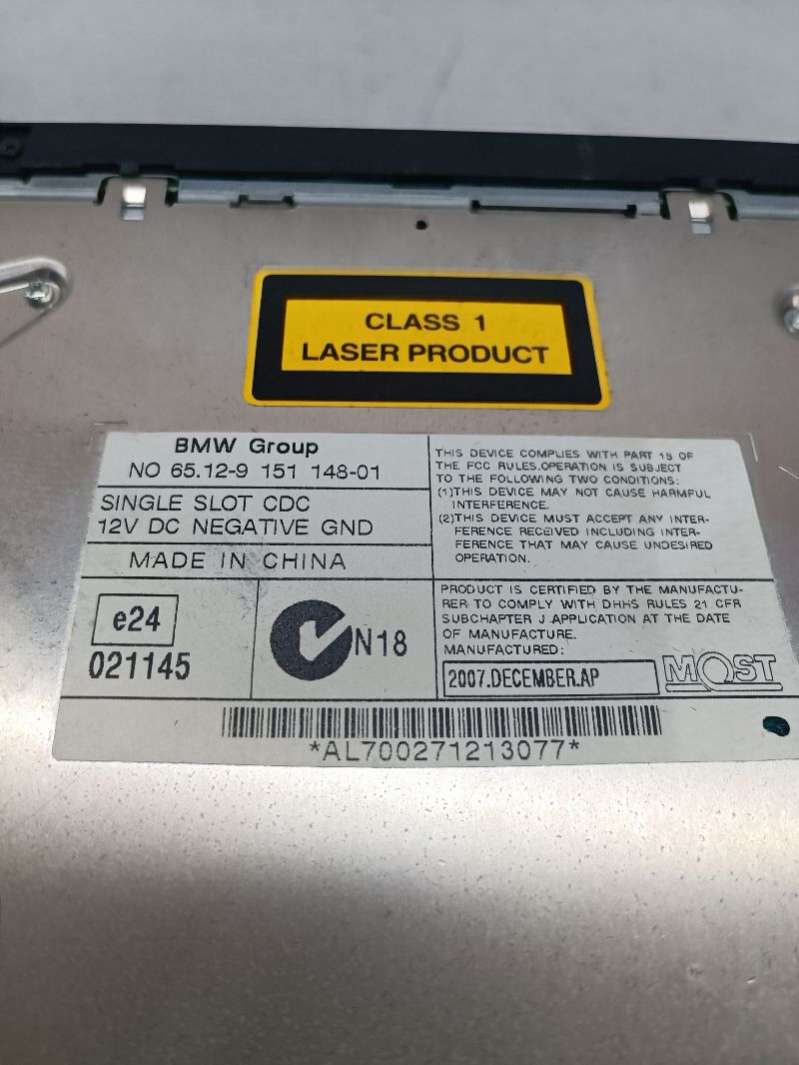 CLASS 1
LASER PRODUCT
BMW Group
NO 65.12-9 151 148-01
SINGLE SLOT CDC
12V DC NEGATIVE GND
MADE IN CHINA
e24
021145
N18
THIS DEVICE COMPLIES WITH PART 15 OF
THE FCC RULES.OPERATION IS SUBJECT
TO THE FOLLOWING TWO CONDITIONS:
(1)THIS DEVICE MAY NOT CAUSE HARMFUL
INTERFERENCE.
(2)THIS DEVICE MUST ACCEPT ANY INTER-
FERENCE RECEIVED INCLUDING INTER-
FERENCE THAT MAY CAUSE UNDESIRED
OPERATION.
PRODUCT IS CERTIFIED BY THE MANUFACTU-
RER TO COMPLY WITH DHHS RULES 21 CFR
SUBCHAPTER J APPLICATION AT THE DATE
OF MANUFACTURE.
MANUFACTURED:
2007.DECEMBER.AP
MOST
*AL700271213077*